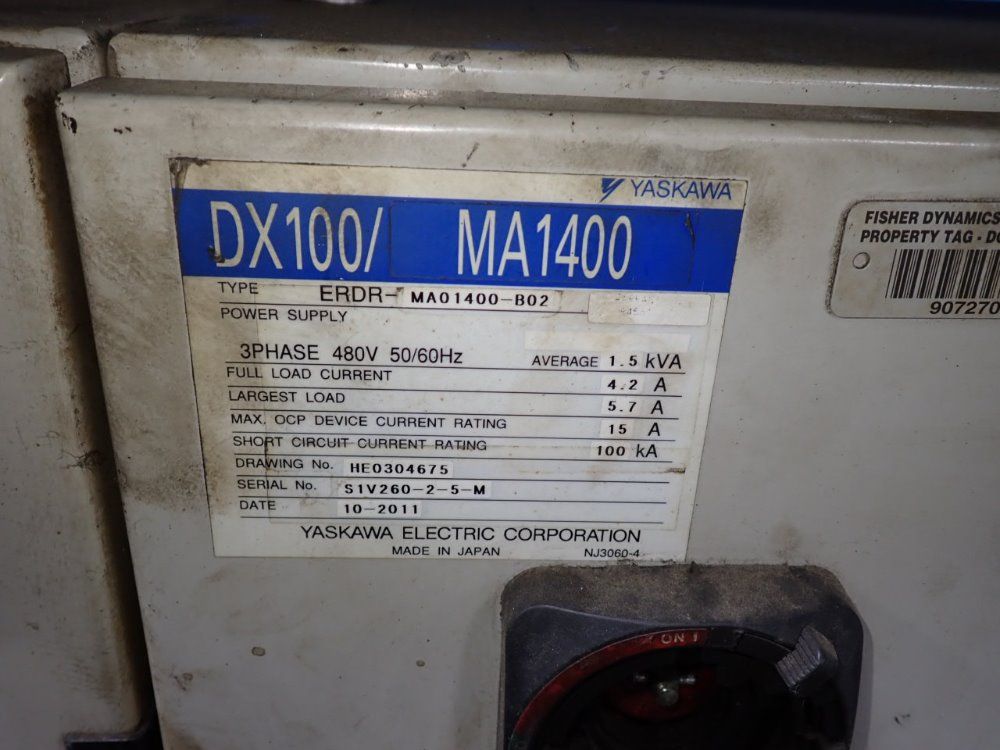 YASKAWA
DX100/ MA1400
TYPE ERDR- MA01400-B02
POWER SUPPLY
3PHASE 480V 50/60Hz AVERAGE 1.5 kVA
FULL LOAD CURRENT 4.2 A
LARGEST LOAD 5.7 A
MAX. OCP DEVICE CURRENT RATING 15 A
SHORT CIRCUIT CURRENT RATING 100 kA
DRAWING No. HE0304675
SERIAL No. S1V260-2-5-M
DATE 10-2011
YASKAWA ELECTRIC CORPORATION
MADE IN JAPAN NJ3060-4
FISHER DYNAMICS
PROPERTY TAG - DO
907270
ON I